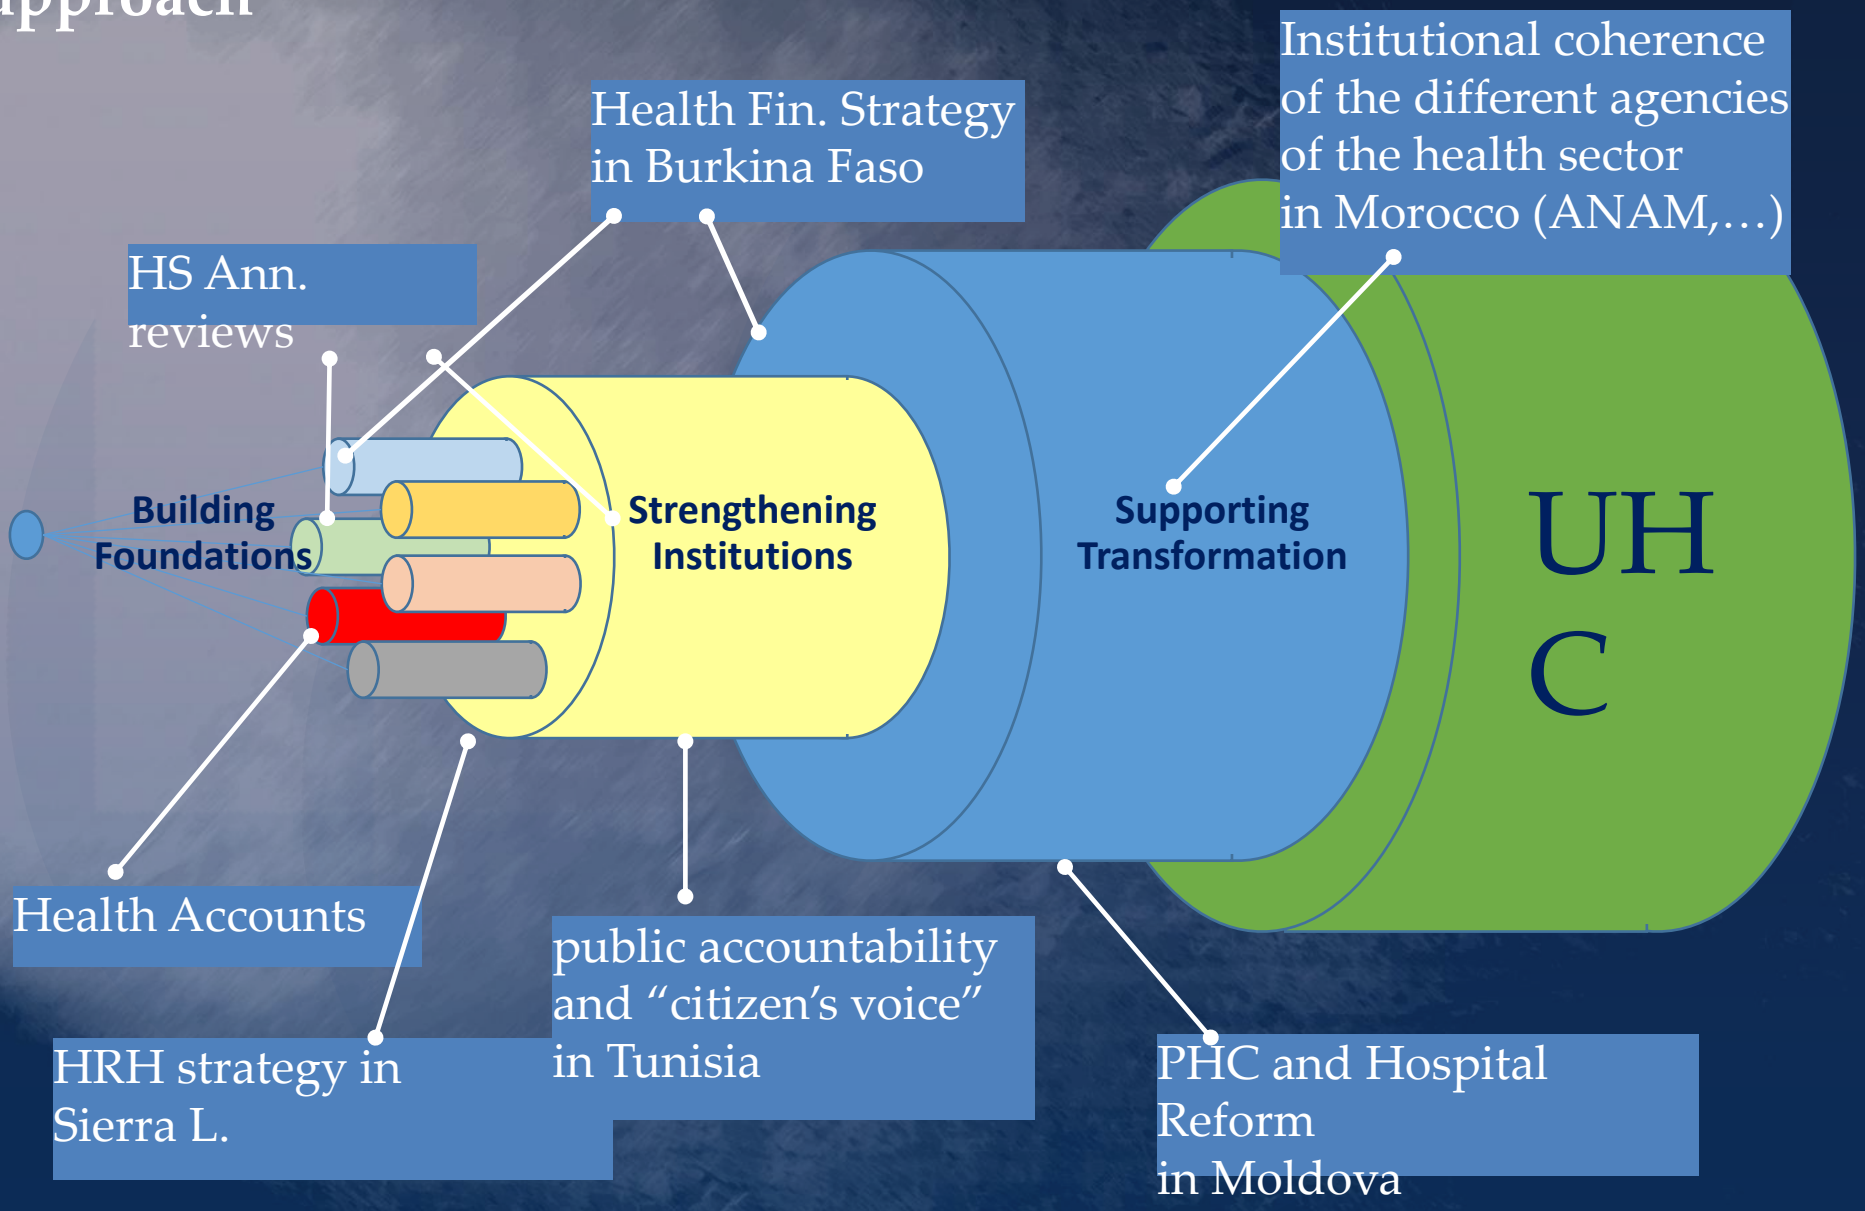 approach
Institutional coherence
of the different agencies
of the health sector
in Morocco (ANAM,…)
Health Fin. Strategy
in Burkina Faso
HS Ann.
reviews
Building
Foundations
Strengthening
Institutions
Supporting
Transformation
UH
C
Health Accounts
public accountability
and “citizen’s voice”
in Tunisia
HRH strategy in
Sierra L.
PHC and Hospital
Reform
in Moldova